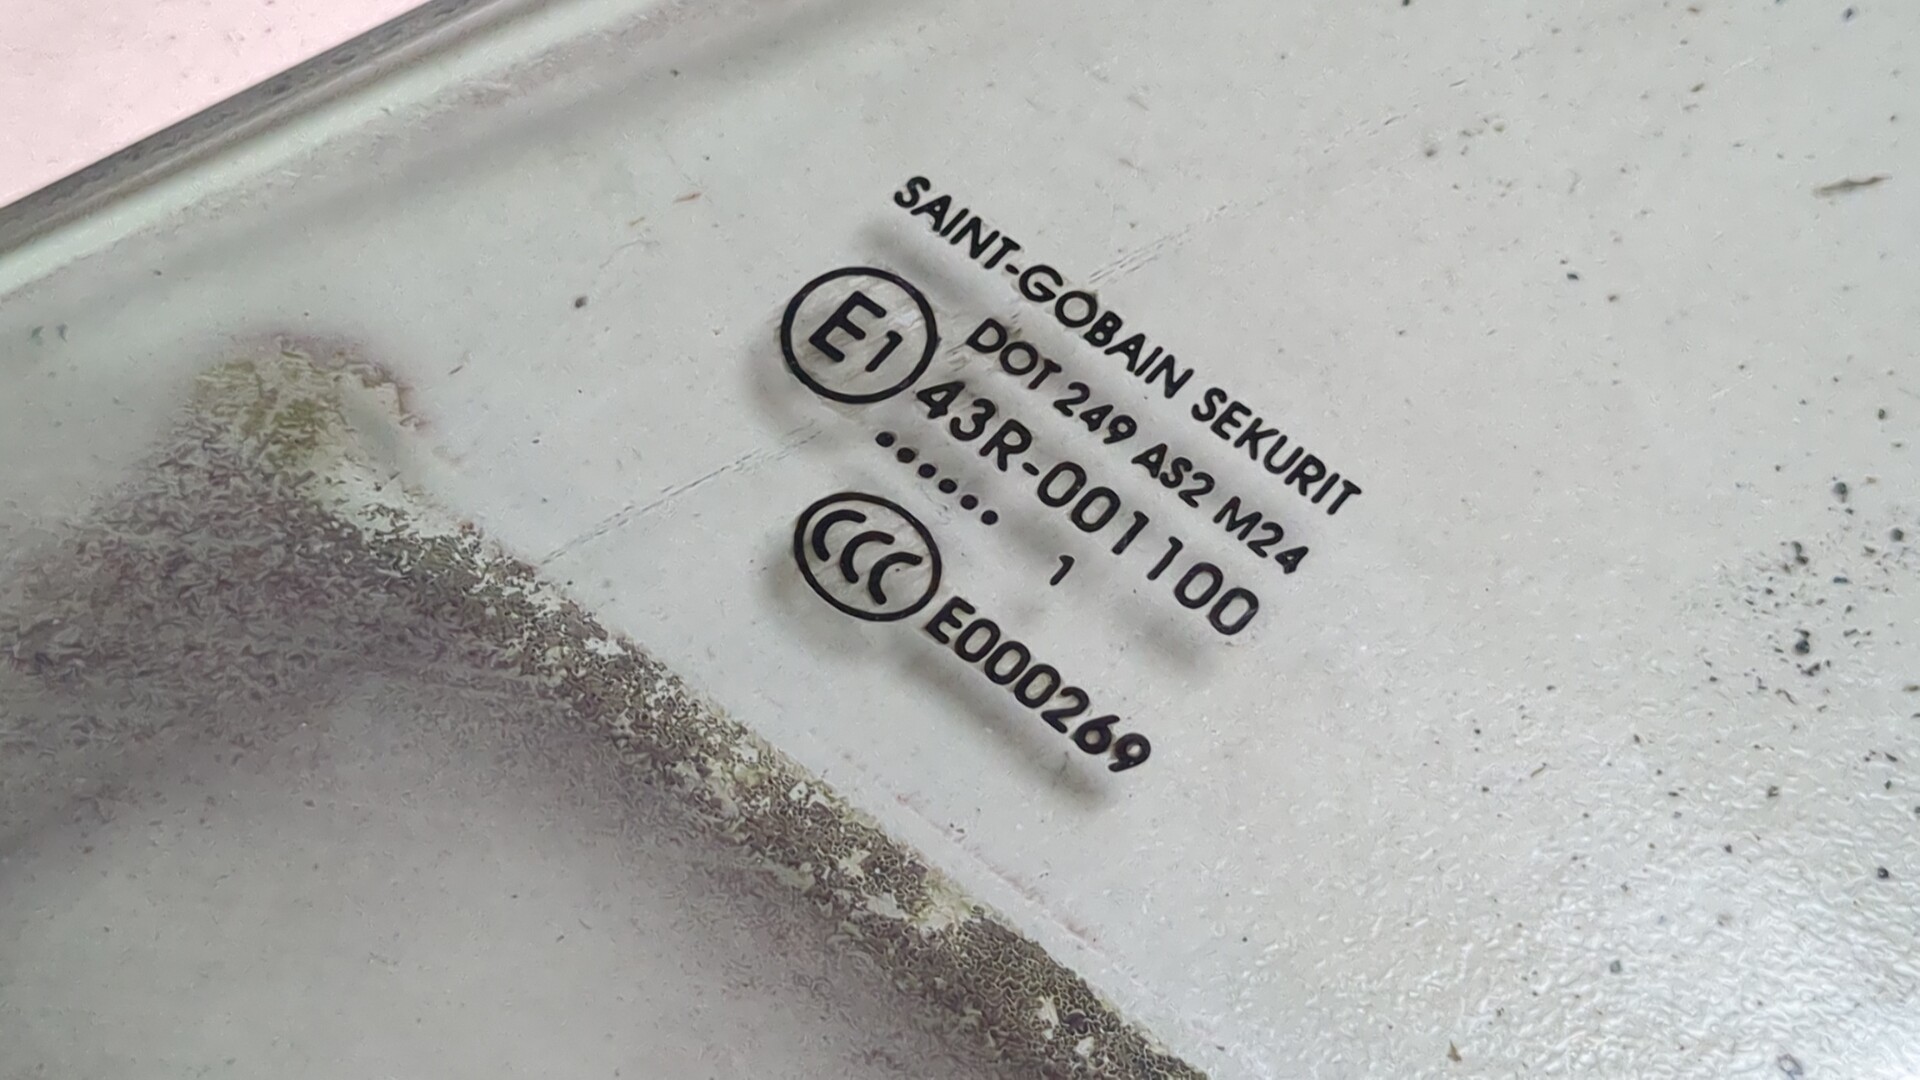 SAINT-GOBAIN SEKURIT
DOT 249 AS2 M24
E1 43R-001100
...... 1
CCC E000269